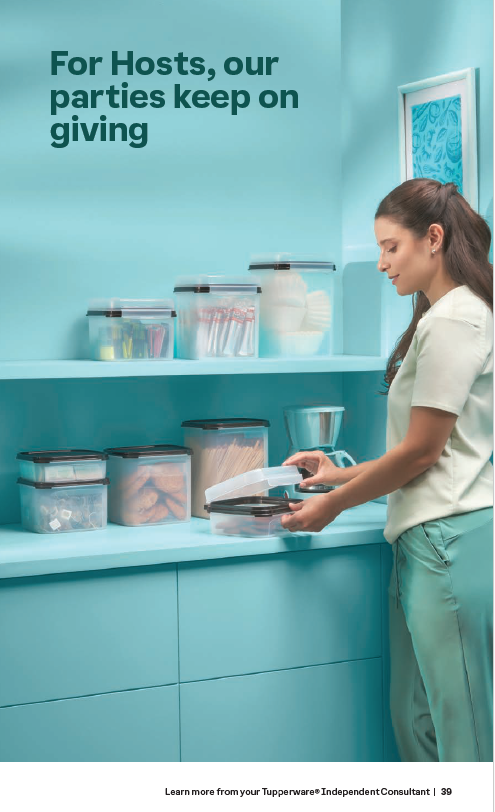 For Hosts, our
parties keep on
giving
Learn more from your Tupperware® Independent Consultant | 39